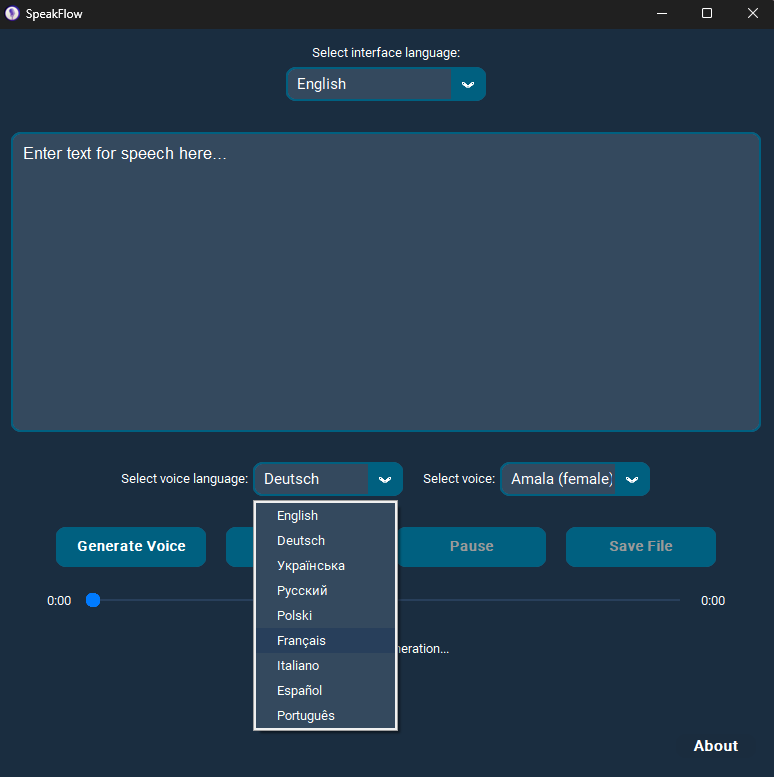 SpeakFlow
Select interface language:
English
Enter text for speech here...
Select voice language:
Deutsch
Select voice:
Amala (female)
English
Deutsch
Українська
Русский
Polski
Français
Italiano
Español
Português
Generate Voice
Pause
Save File
0:00
0:00
About